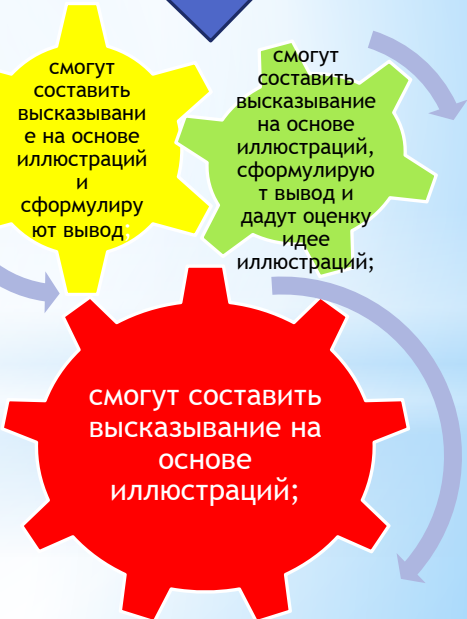 смогут
составить
высказывани
е на основе
иллюстраций
и
сформулиру
ют вывод;
смогут
составить
высказывание
на основе
иллюстраций,
сформулирую
т вывод и
дадут оценку
идее
иллюстраций;
смогут составить
высказывание на
основе
иллюстраций;